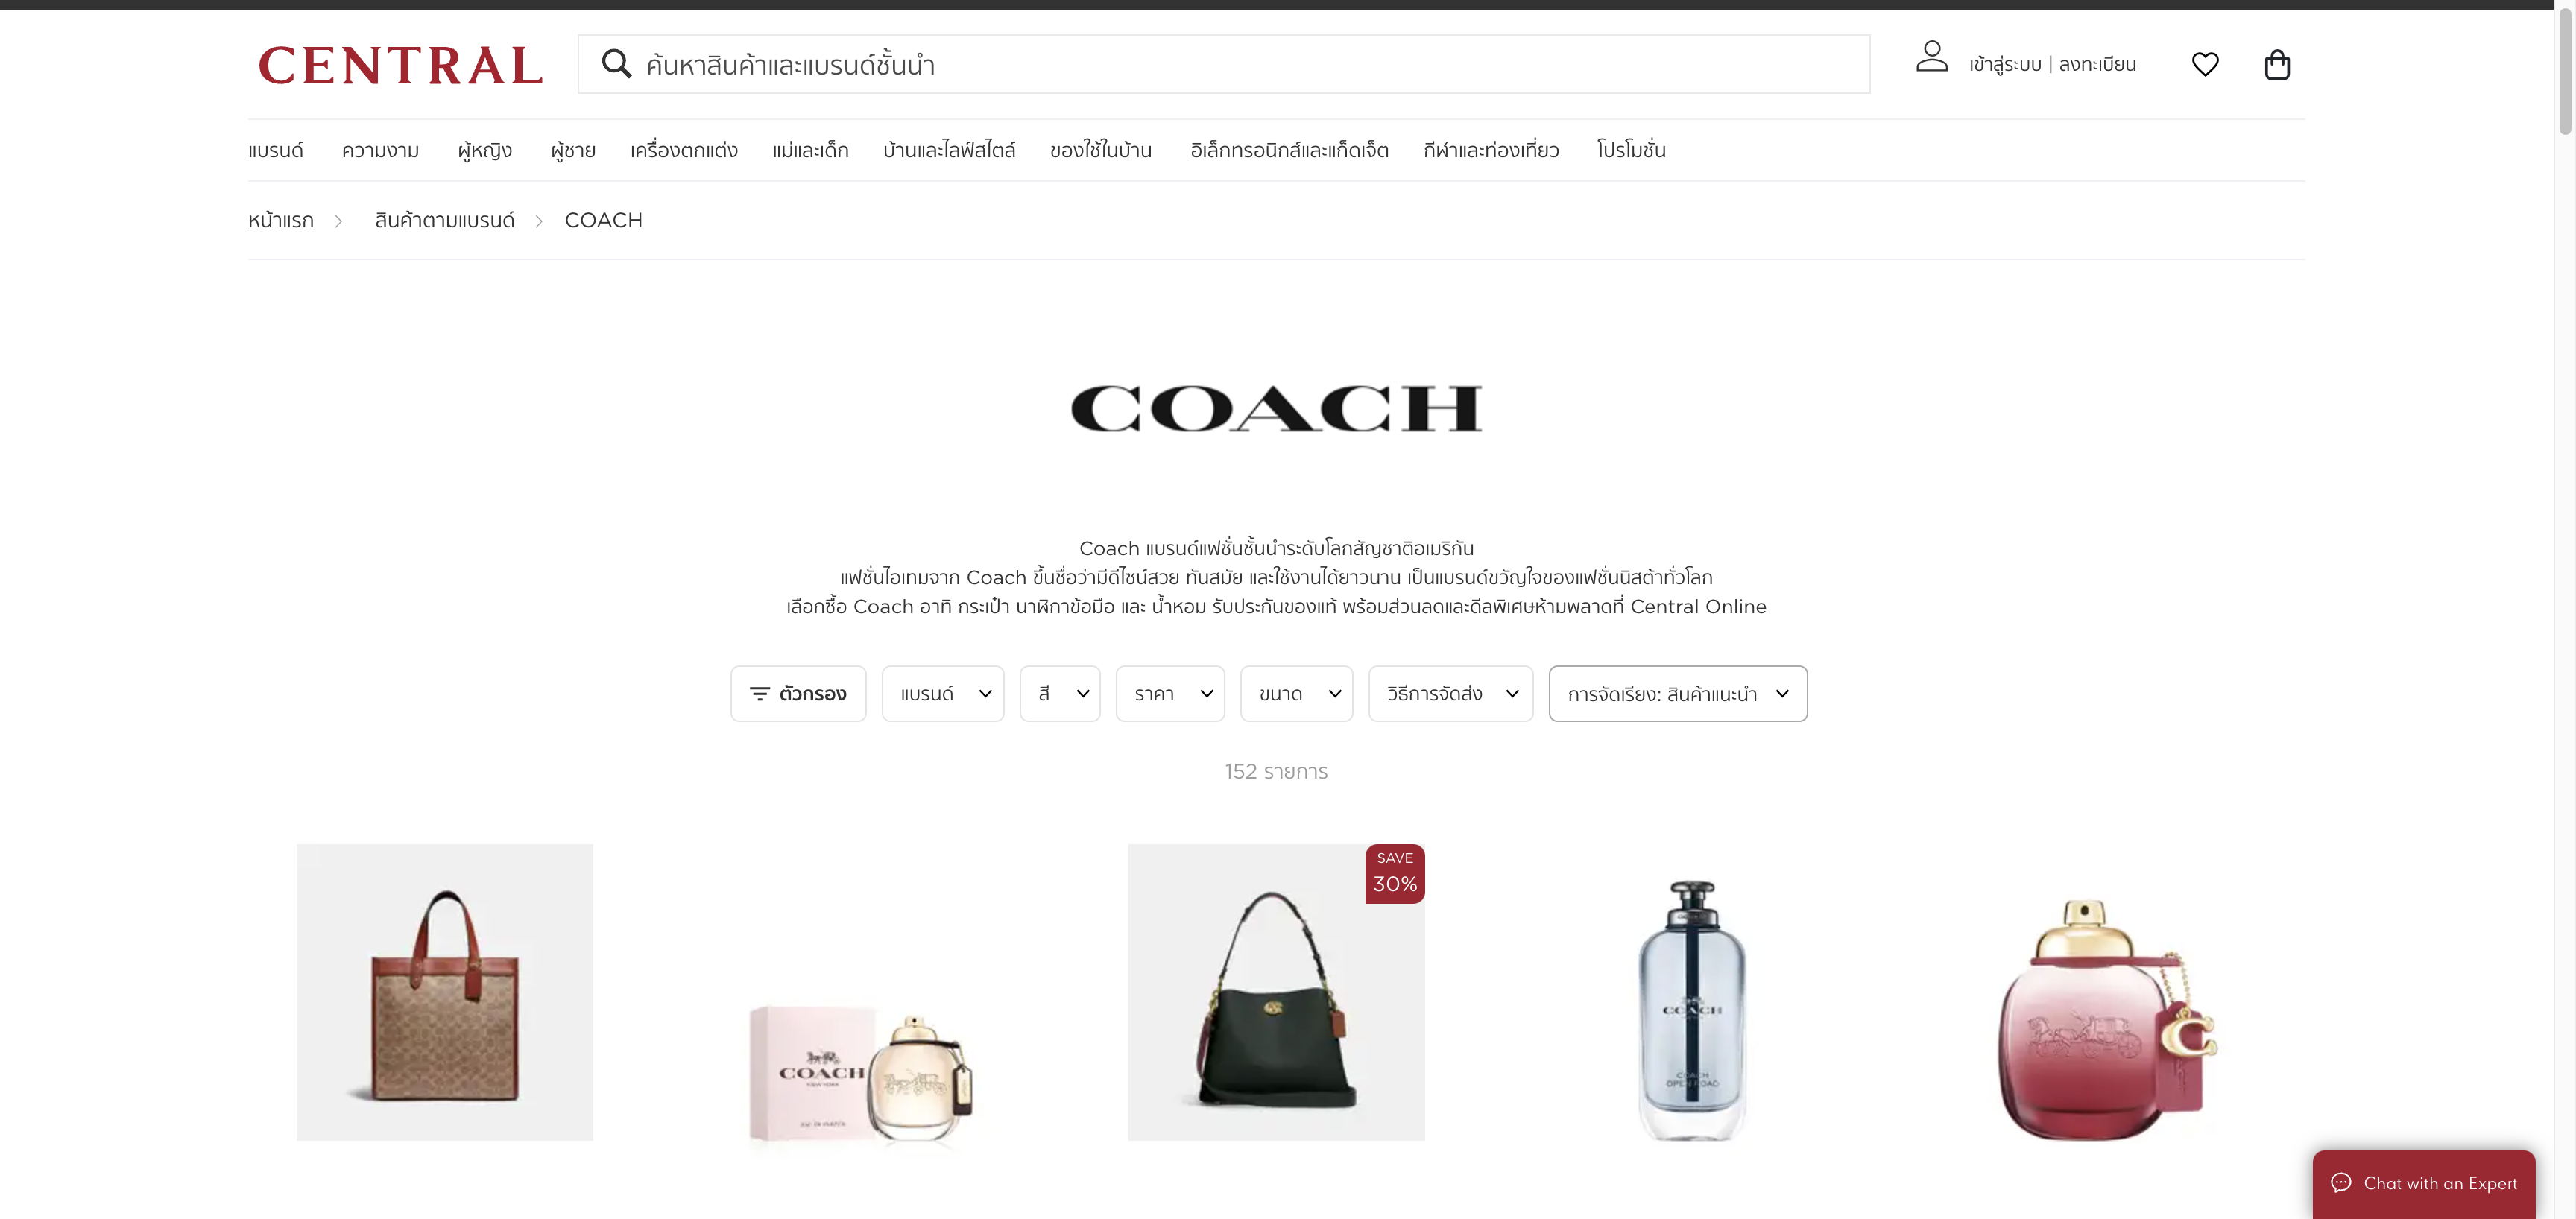 CENTRAL
ค้นหาสินค้าและแบรนด์ชั้นนำ
เข้าสู่ระบบ | ลงทะเบียน
แบรนด์ ความงาม ผู้หญิง ผู้ชาย เครื่องตกแต่ง แม่และเด็ก บ้านและไลฟ์สไตล์ ของใช้ในบ้าน อิเล็กทรอนิกส์และแก็ดเจ็ต กีฬาและท่องเที่ยว โปรโมชั่น
หน้าแรก สินค้าตามแบรนด์ COACH
COACH
Coach แบรนด์แฟชั่นชั้นนำระดับโลกสัญชาติอเมริกัน
แฟชั่นไอเทมจาก Coach ขึ้นชื่อว่ามีดีไซน์สวย ทันสมัย และใช้งานได้ยาวนาน เป็นแบรนด์ขวัญใจของแฟชั่นนิสต้าทั่วโลก
เลือกซื้อ Coach อาทิ กระเป๋า นาฬิกาข้อมือ และ น้ำหอม รับประกันของแท้ พร้อมส่วนลดและดีลพิเศษห้ามพลาดที่ Central Online
ตัวกรอง แบรนด์ สี ราคา ขนาด วิธีการจัดส่ง การจัดเรียง: สินค้าแนะนำ
152 รายการ
SAVE
30%
COACH
NEW YORK
EAU DE PARFUM
COACH
COACH
OPEN ROAD
Chat with an Expert